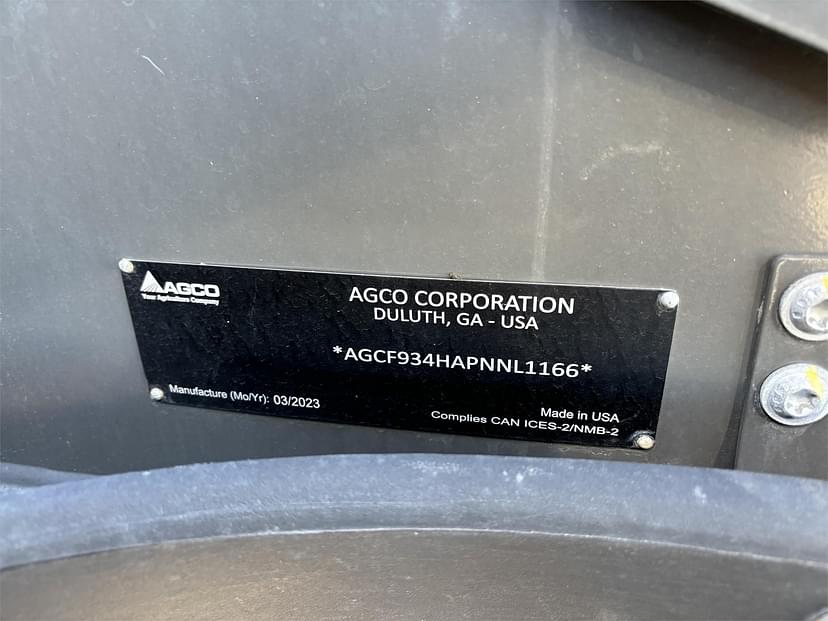 AGCO
Your Agriculture Company
AGCO CORPORATION
DULUTH, GA - USA
*AGCF934HAPNNL1166*
Manufacture (Mo/Yr): 03/2023
Made in USA
Complies CAN ICES-2/NMB-2